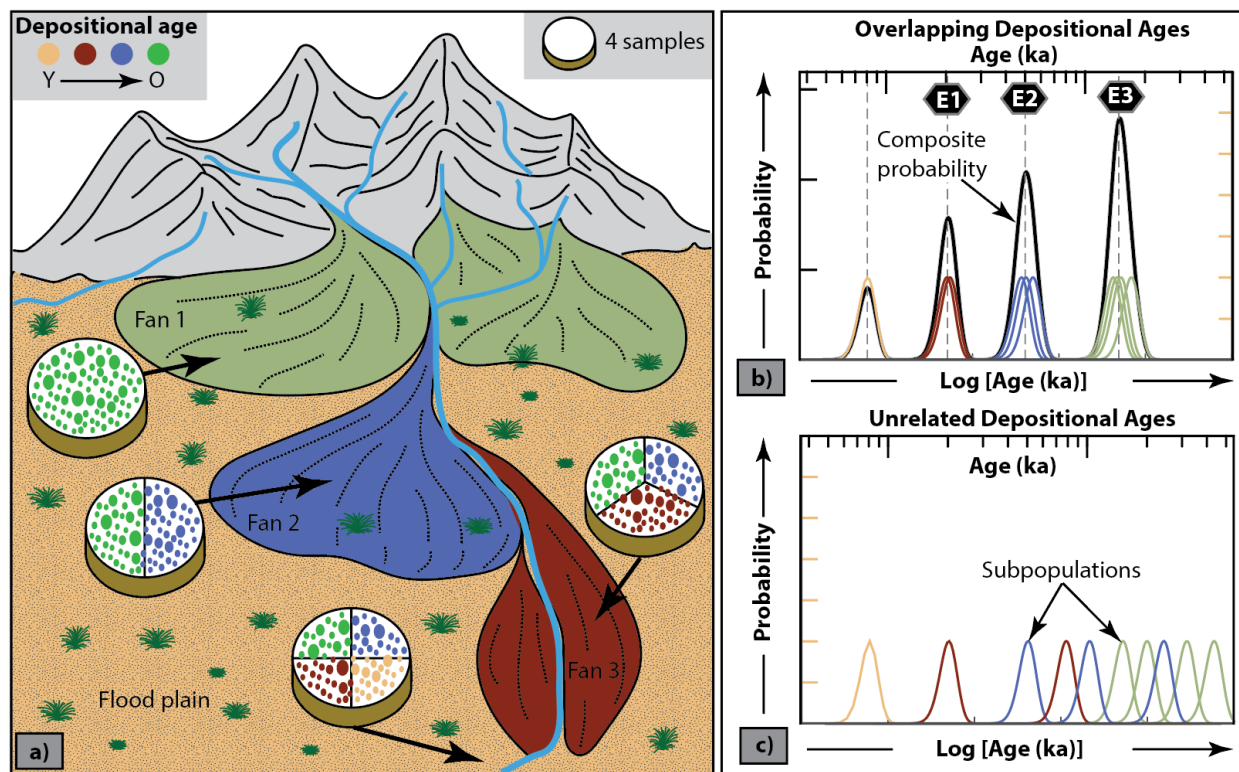 Depositional age
Y
O
4 samples
Fan 1
Fan 2
Fan 3
Flood plain
a)
Overlapping Depositional Ages
Age (ka)
E1
E2
E3
Composite
probability
Probability
b)
Log [Age (ka)]
Unrelated Depositional Ages
Age (ka)
Subpopulations
Probability
c)
Log [Age (ka)]